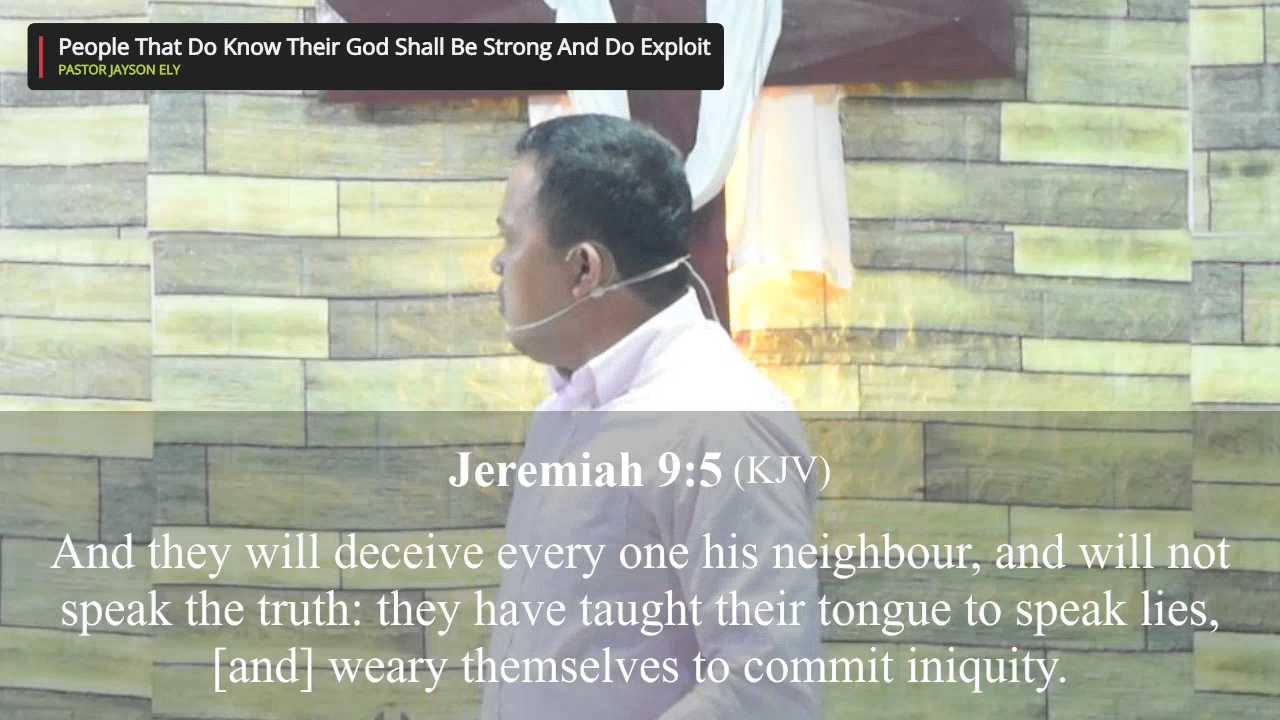 People That Do Know Their God Shall Be Strong And Do Exploit
PASTOR JAYSON ELY
Jeremiah 9:5 (KJV)
And they will deceive every one his neighbour, and will not
speak the truth: they have taught their tongue to speak lies,
[and] weary themselves to commit iniquity.